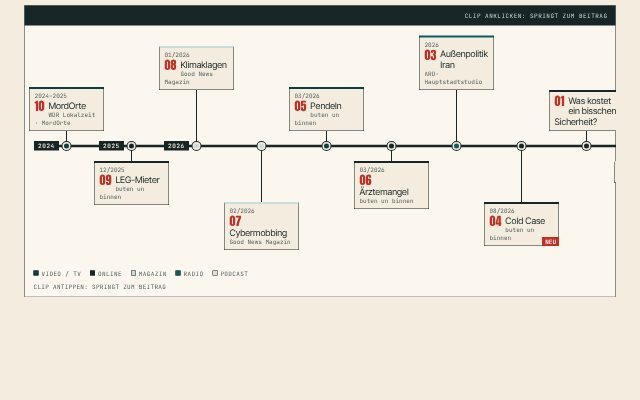 CLIP ANKLICKEN: SPRINGT ZUM BEITRAG
2026
03 Außenpolitik
Iran
ARD-
Hauptstadtstudio
01/2026
08 Klimaklagen
Good News
Magazin
2024–2025
10 MordOrte
WDR Lokalzeit
· MordOrte
03/2026
05 Pendeln
buten un
binnen
01 Was kostet
ein bisschen
Sicherheit?
2024
2025
2026
12/2025
09 LEG-Mieter
buten un
binnen
03/2026
06
Ärztemangel
buten un binnen
02/2026
07
Cybermobbing
Good News Magazin
08/2026
04 Cold Case
buten un
binnen
NEU
VIDEO / TV
ONLINE
MAGAZIN
RADIO
PODCAST
CLIP ANTIPPEN: SPRINGT ZUM BEITRAG